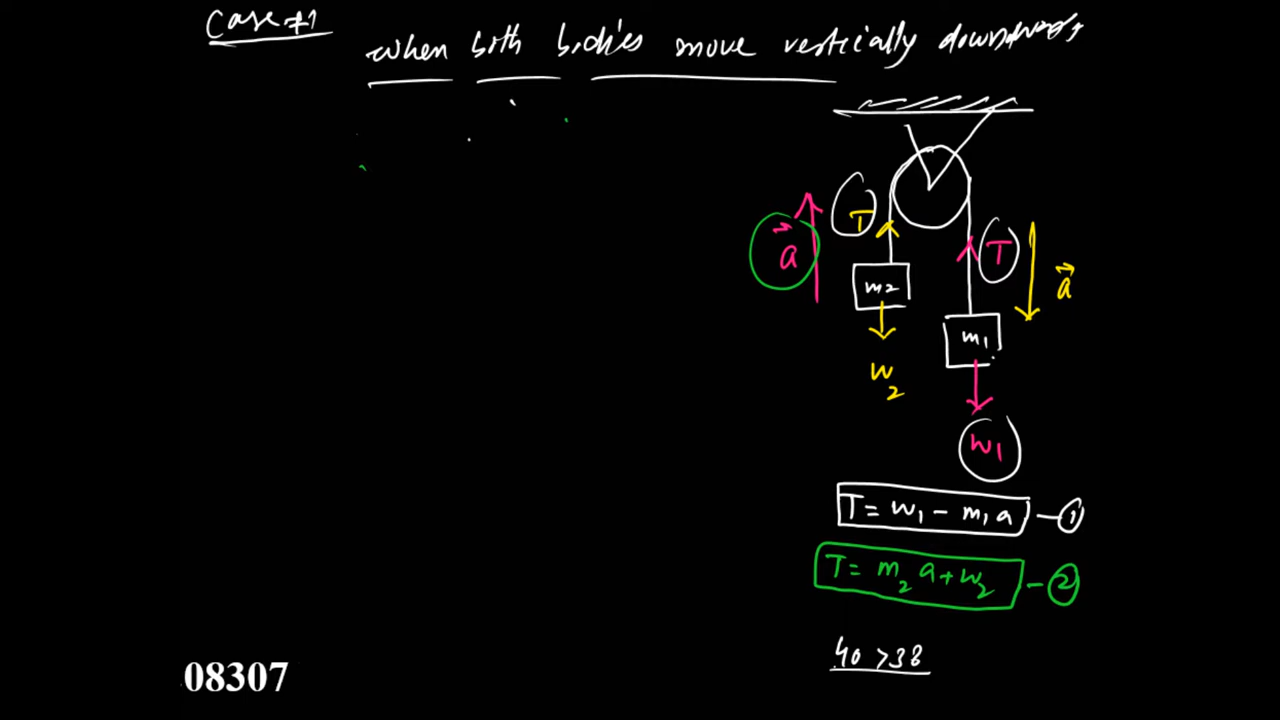 Case #1
When both bodies move vertically downwards
T
a
T
a
m2
m1
w2
w1
T = w1 - m1a - 1
T = m2a + w2 - 2
40 > 38
08307